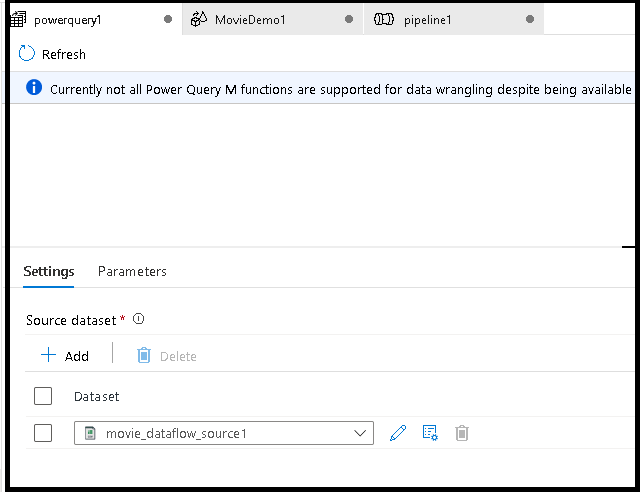 powerquery1 MovieDemo1 pipeline1
Refresh
Currently not all Power Query M functions are supported for data wrangling despite being available
Settings Parameters
Source dataset *
Add Delete
Dataset
movie_dataflow_source1